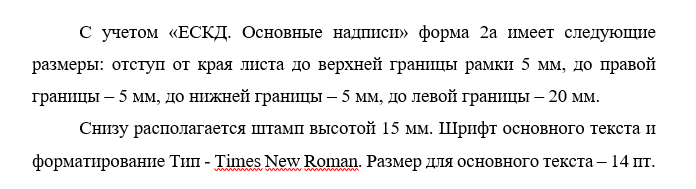 С учетом «ЕСКД. Основные надписи» форма 2а имеет следующие
размеры: отступ от края листа до верхней границы рамки 5 мм, до правой
границы – 5 мм, до нижней границы – 5 мм, до левой границы – 20 мм.
Снизу располагается штамп высотой 15 мм. Шрифт основного текста и
форматирование Тип - Times New Roman. Размер для основного текста – 14 пт.